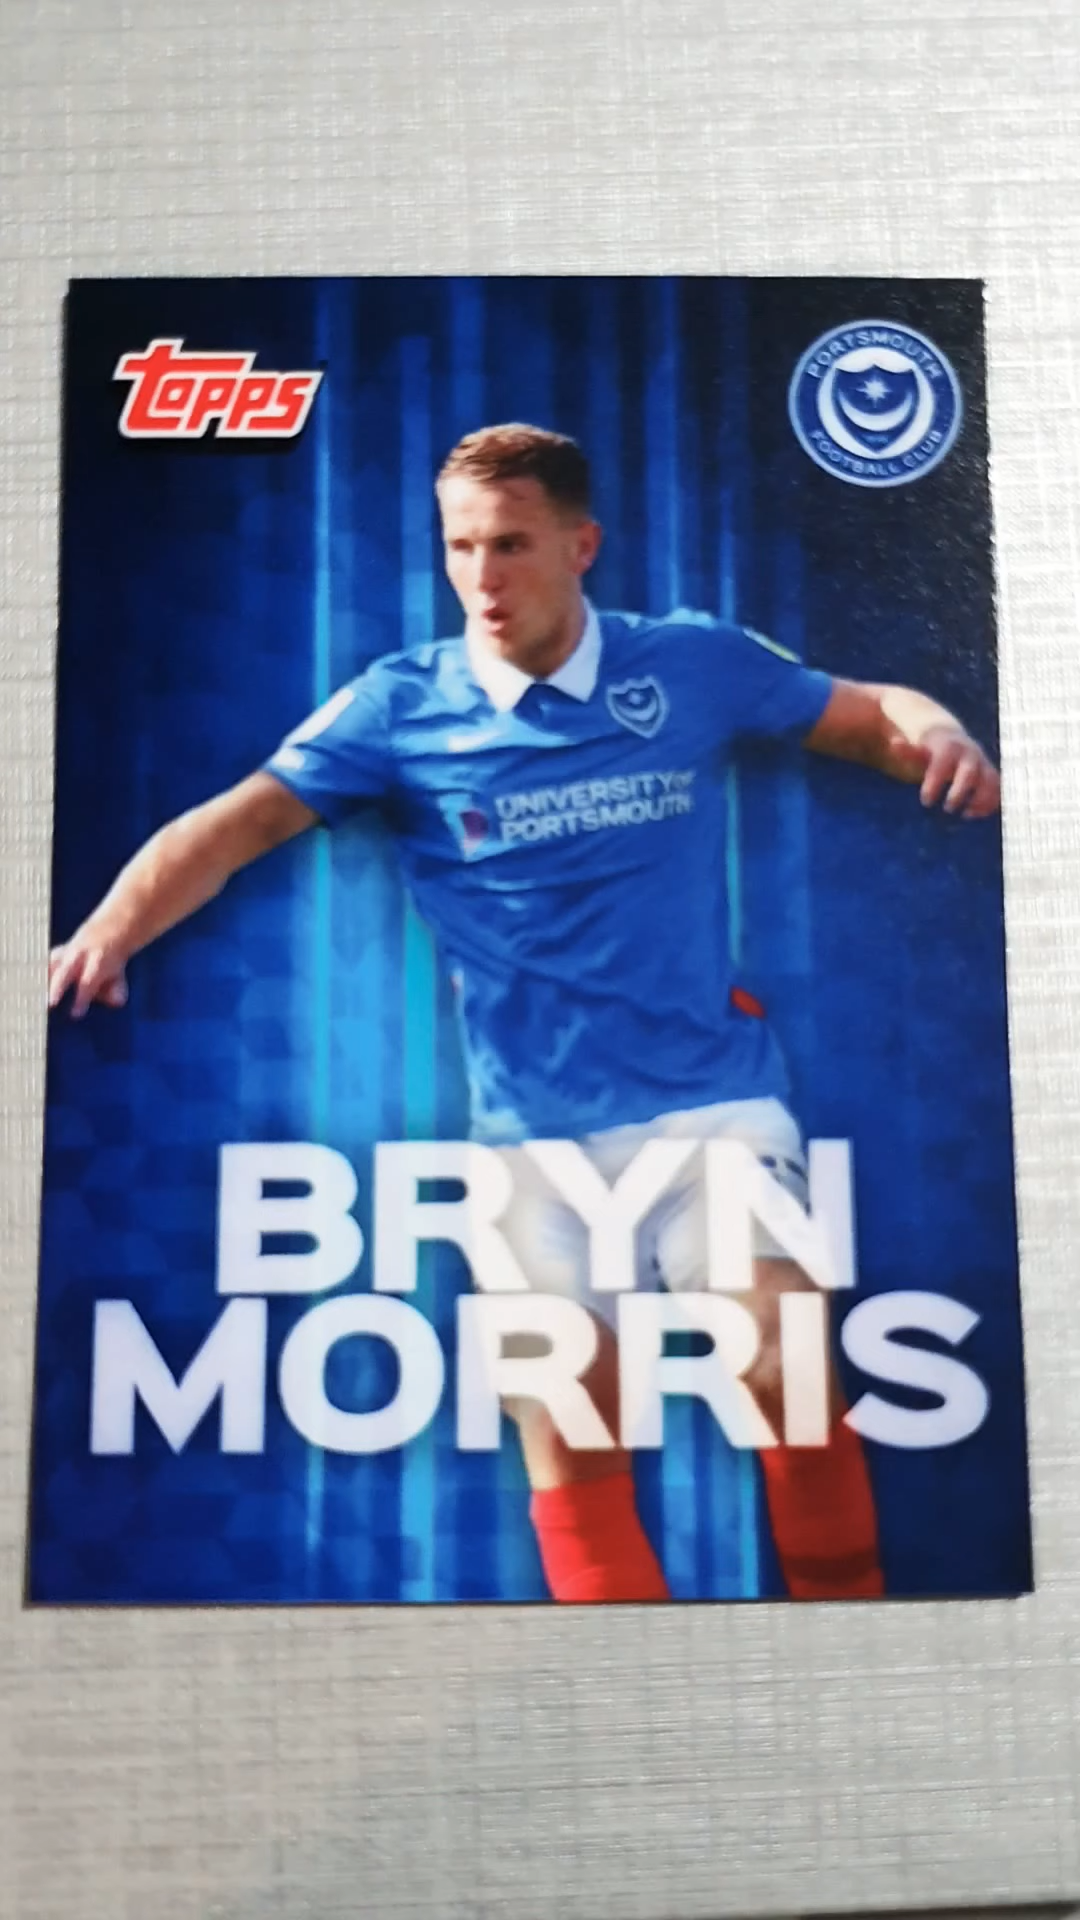 Topps
PORTSMOUTH
FOOTBALL CLUB
UNIVERSITY OF
PORTSMOUTH
BRYN
MORRIS